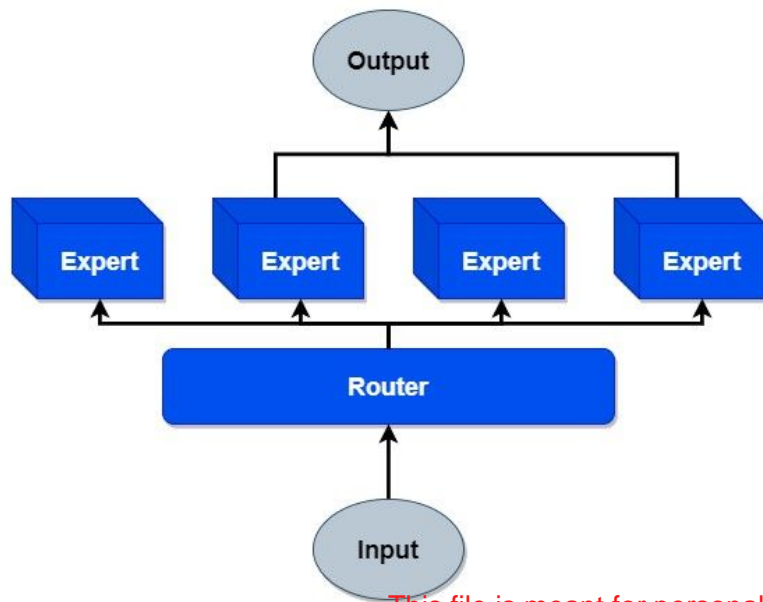 Output
Expert Expert Expert Expert
Router
Input
This file is meant for personal